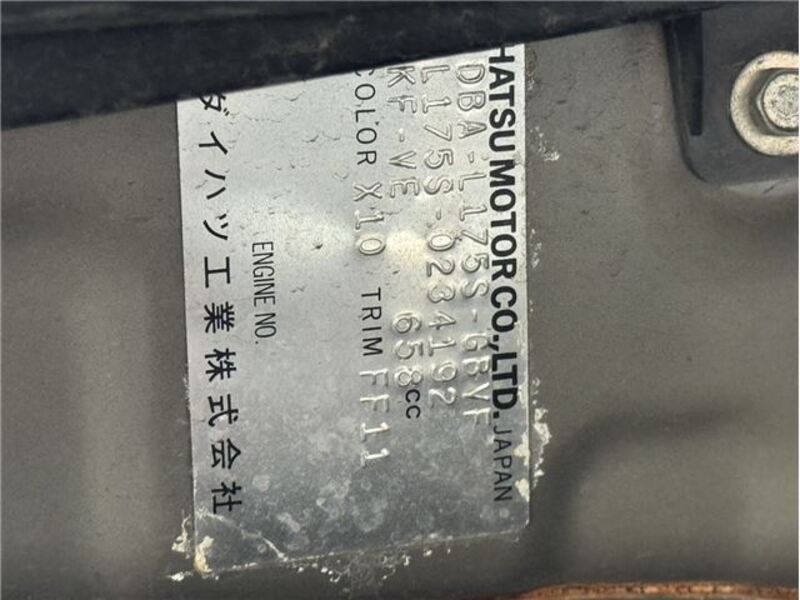 HATSU MOTOR CO.,LTD. JAPAN
DBA-L175S-GBVF
L175S-0234192
KF-VE 658cc
COLOR X10 TRIM FF11
ENGINE NO.
ダイハツ工業株式会社